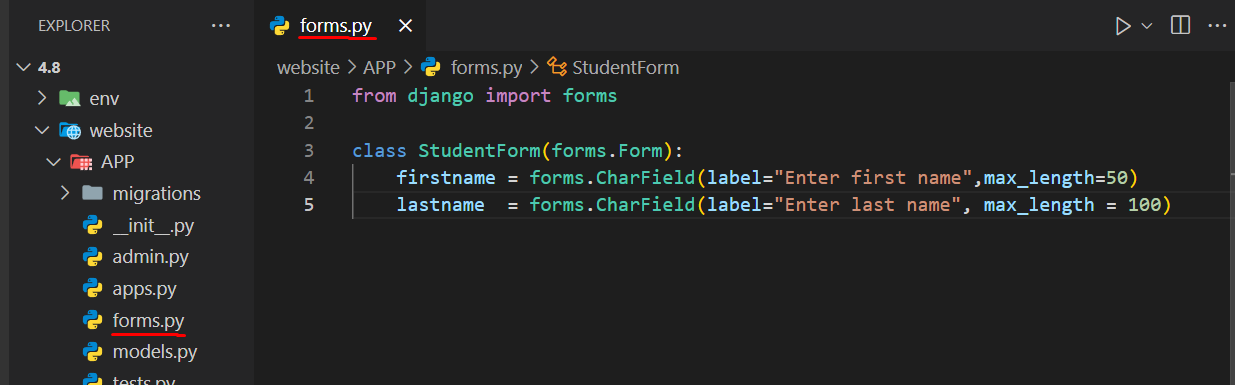 EXPLORER ···
4.8
env
website
APP
migrations
__init__.py
admin.py
apps.py
forms.py
models.py
tests.py
forms.py
website > APP > forms.py > StudentForm
1 from django import forms
2
3 class StudentForm(forms.Form):
4     firstname = forms.CharField(label="Enter first name",max_length=50)
5     lastname  = forms.CharField(label="Enter last name", max_length = 100)